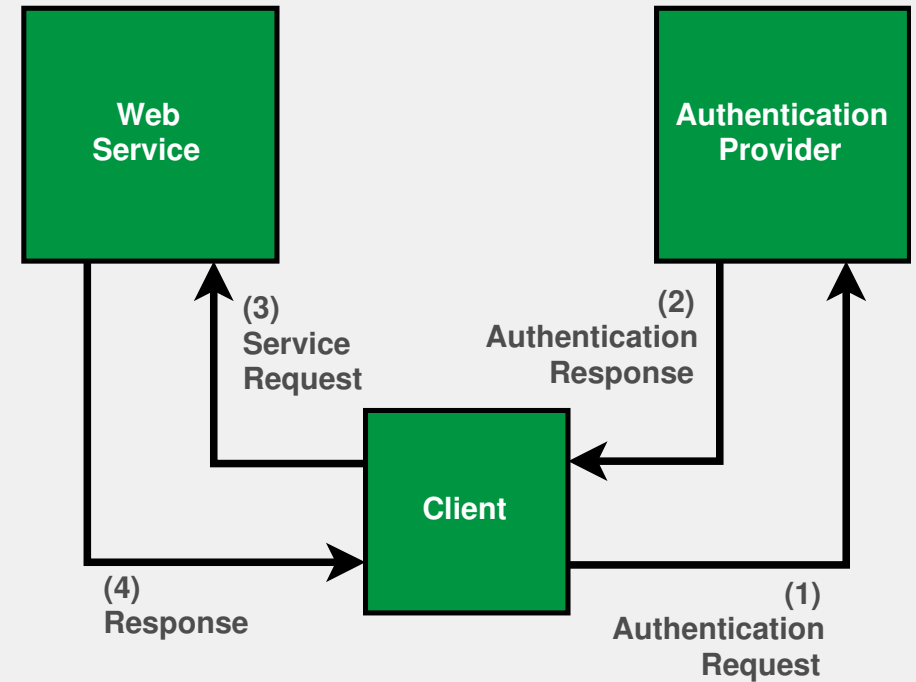 Web
Service
Authentication
Provider
(3)
Service
Request
(2)
Authentication
Response
Client
(4)
Response
(1)
Authentication
Request